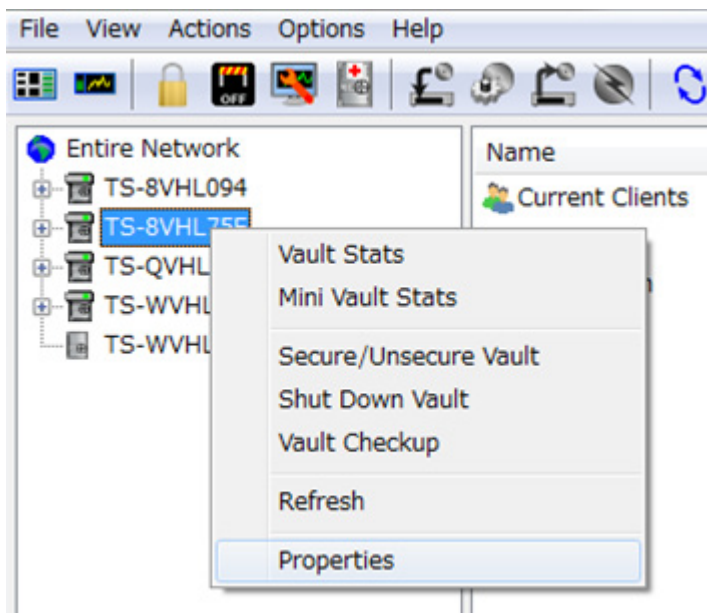 File View Actions Options Help
OFF
Entire Network
Name
TS-8VHL094
Current Clients
TS-8VHL75F
TS-QVHL
TS-WVHL
TS-WVHL
Vault Stats
Mini Vault Stats
Secure/Unsecure Vault
Shut Down Vault
Vault Checkup
Refresh
Properties